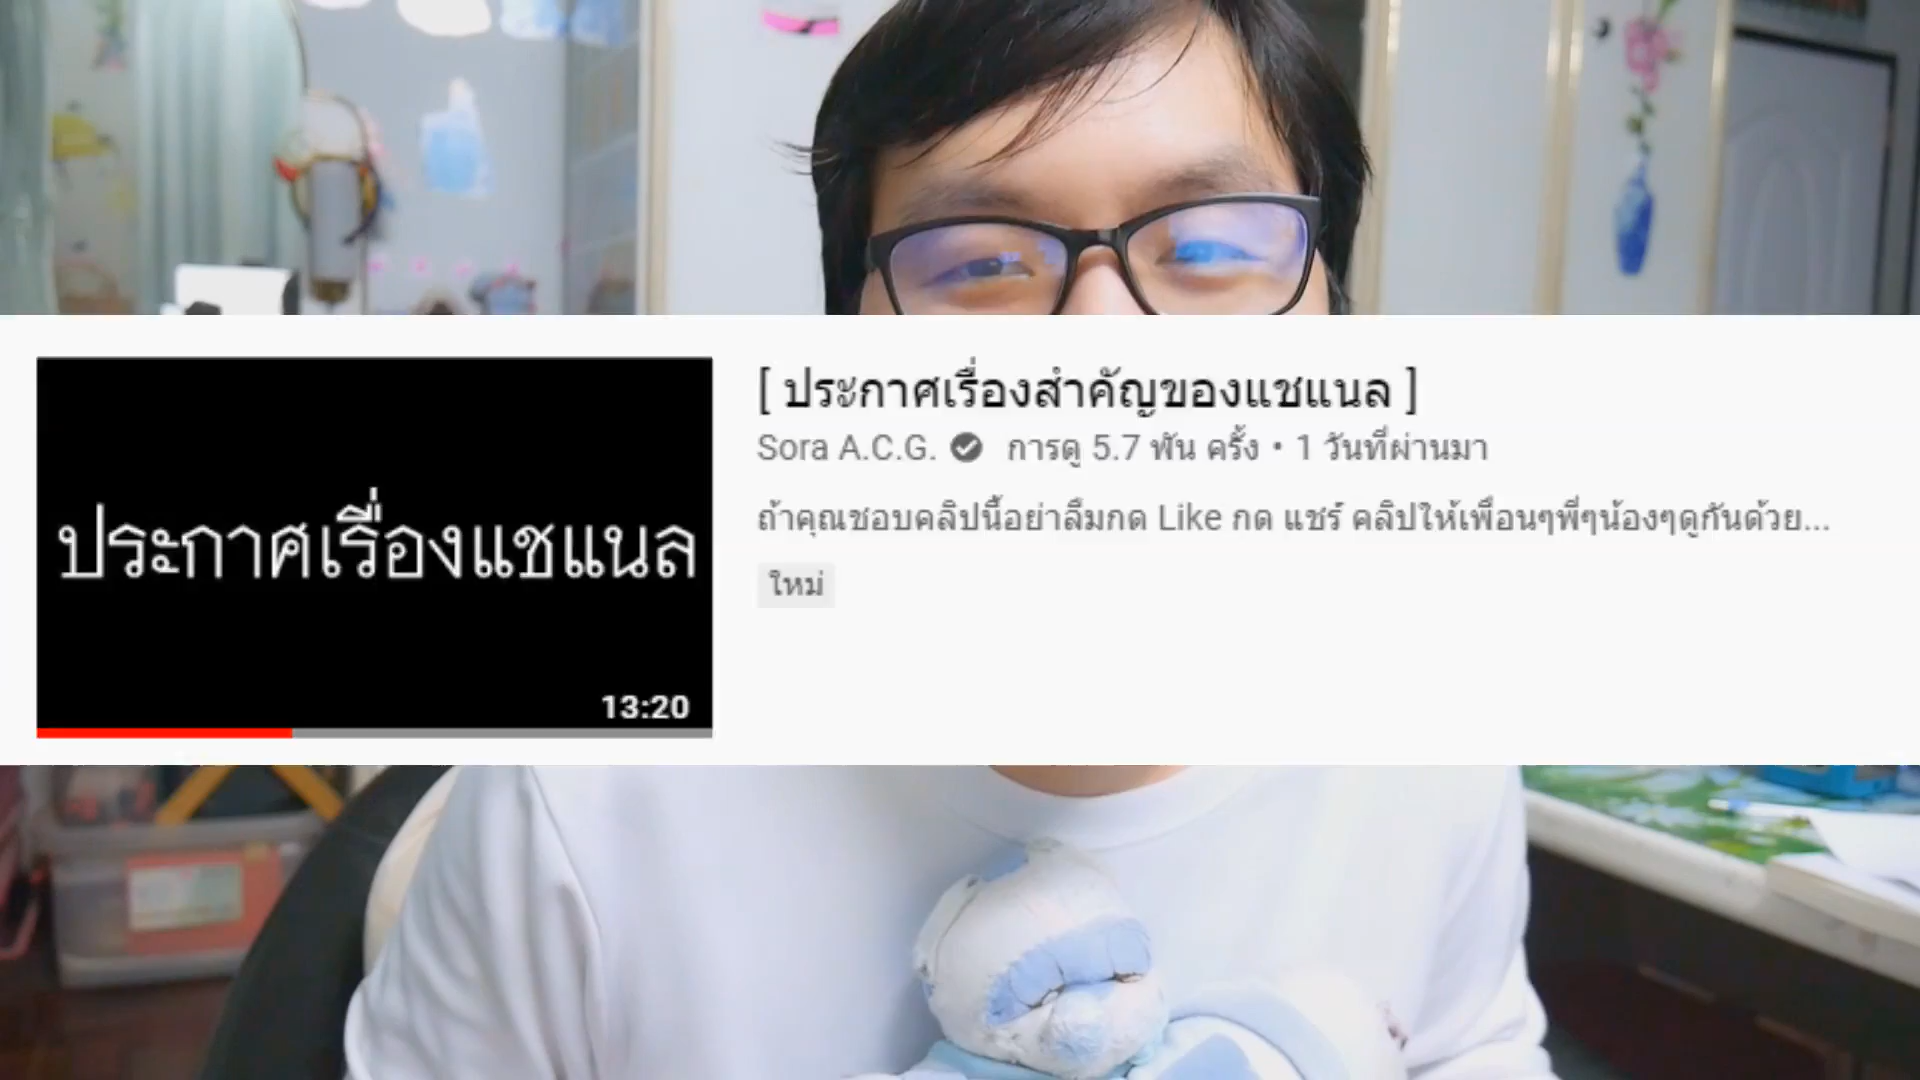 [ ประกาศเรื่องสำคัญของแชแนล ]
Sora A.C.G. การดู 5.7 พัน ครั้ง • 1 วันที่ผ่านมา
ถ้าคุณชอบคลิปนี้อย่าลืมกด Like กด แชร์ คลิปให้เพื่อนๆพี่ๆน้องๆดูกันด้วย...
ใหม่
ประกาศเรื่องแชแนล
13:20